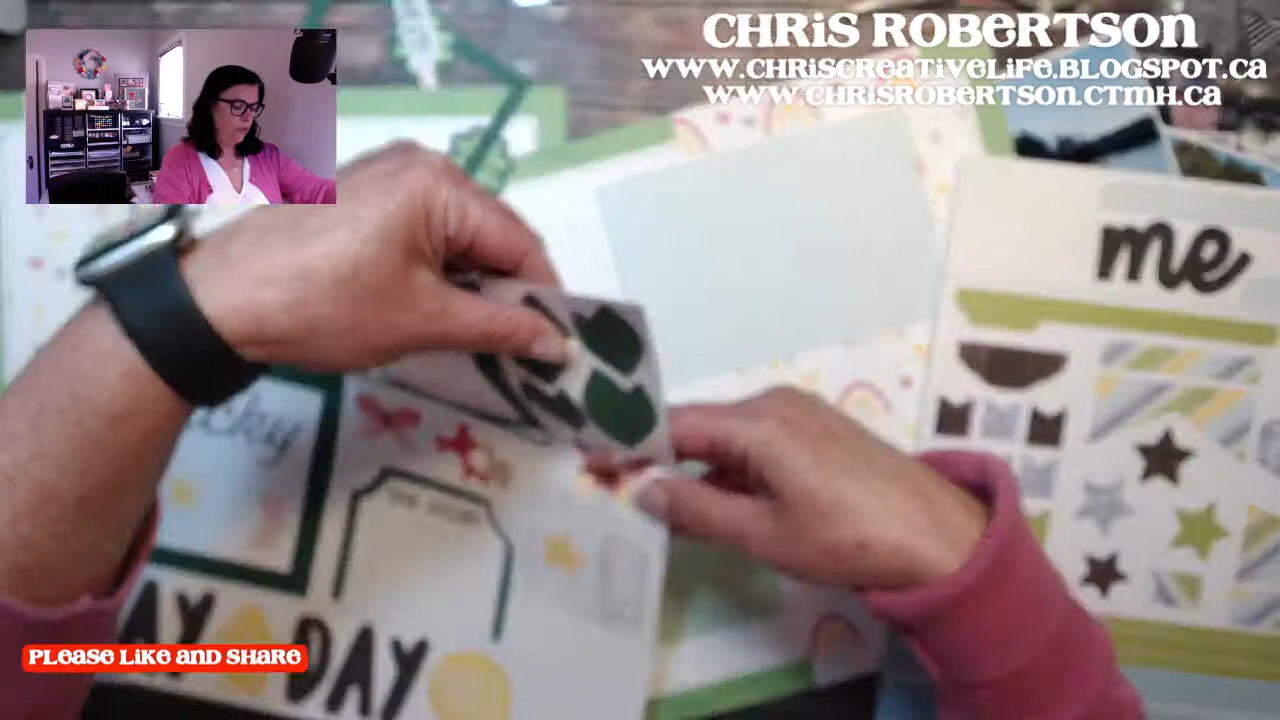 CHRiS ROBERTSON
WWW.CHRISCREATIVELIFE.BLOGSPOT.Ca
WWW.CHRISROBERTSON.CTMH.Ca
me
DAY
PLEASE LIKE AND SHARE